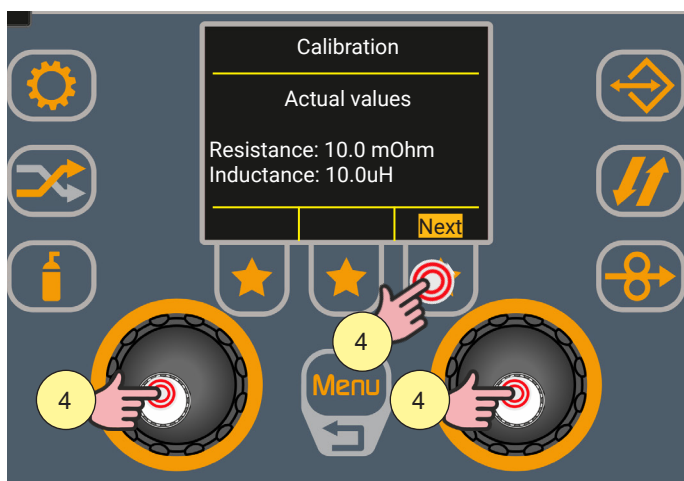 Calibration
Actual values
Resistance: 10.0 mOhm
Inductance: 10.0uH
Next
4
4
Menu
4